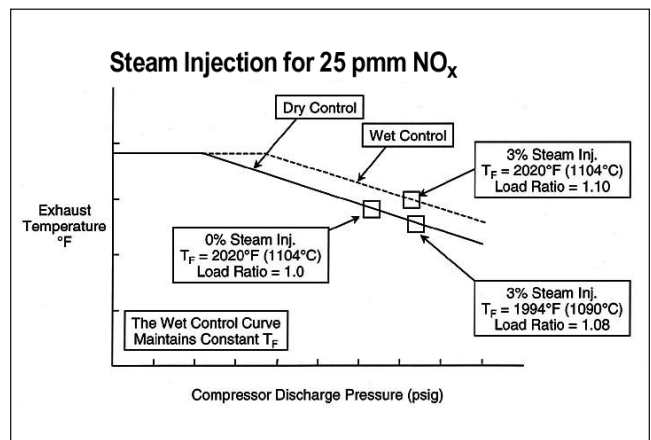 Steam Injection for 25 pmm NOx
Dry Control
Wet Control
3% Steam Inj.
TF = 2020°F (1104°C)
Load Ratio = 1.10
Exhaust
Temperature
°F
0% Steam Inj.
TF = 2020°F (1104°C)
Load Ratio = 1.0
3% Steam Inj.
TF = 1994°F (1090°C)
Load Ratio = 1.08
The Wet Control Curve
Maintains Constant TF
Compressor Discharge Pressure (psig)